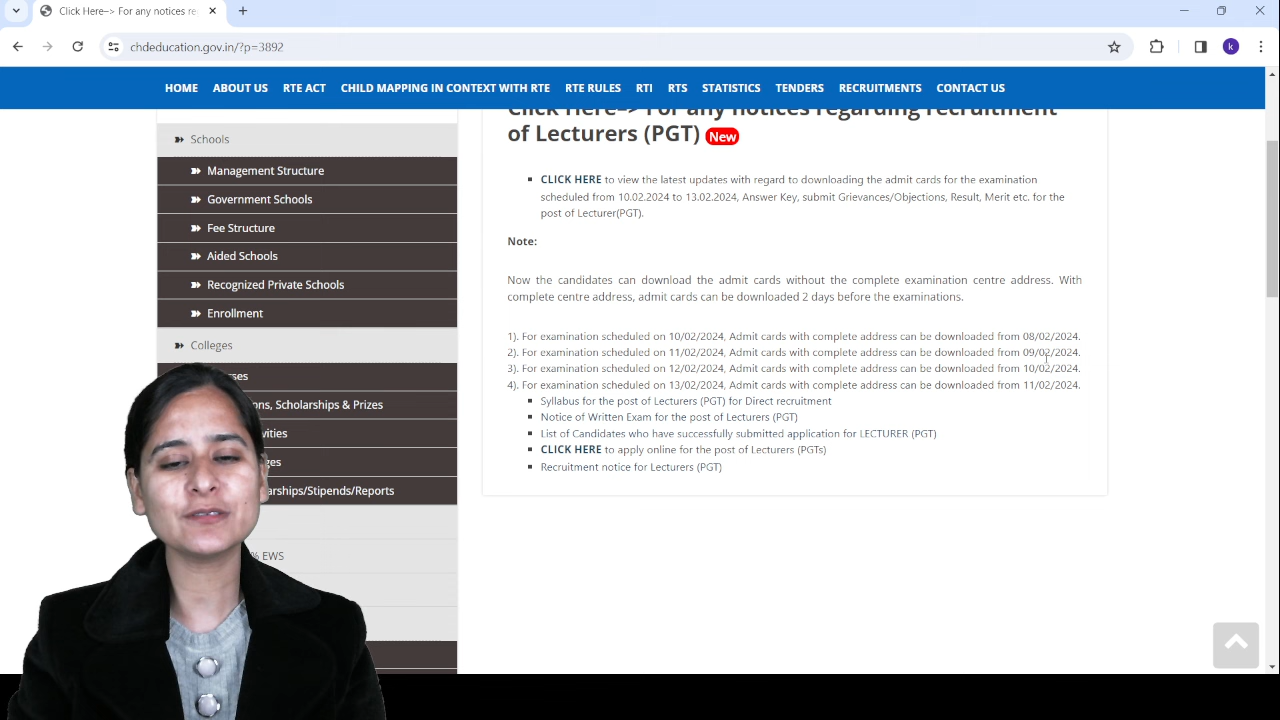 Click Here–> For any notices re
chdeducation.gov.in/?p=3892
k
HOME ABOUT US RTE ACT CHILD MAPPING IN CONTEXT WITH RTE RTE RULES RTI RTS STATISTICS TENDERS RECRUITMENTS CONTACT US
Schools
Management Structure
Government Schools
Fee Structure
Aided Schools
Recognized Private Schools
Enrollment
Colleges
ons, Scholarships & Prizes
arships/Stipends/Reports
% EWS
Click Here–> For any notices regarding recruitment
of Lecturers (PGT) New
CLICK HERE to view the latest updates with regard to downloading the admit cards for the examination
scheduled from 10.02.2024 to 13.02.2024, Answer Key, submit Grievances/Objections, Result, Merit etc. for the
post of Lecturer(PGT).
Note:
Now the candidates can download the admit cards without the complete examination centre address. With
complete centre address, admit cards can be downloaded 2 days before the examinations.
1). For examination scheduled on 10/02/2024, Admit cards with complete address can be downloaded from 08/02/2024.
2). For examination scheduled on 11/02/2024, Admit cards with complete address can be downloaded from 09/02/2024.
3). For examination scheduled on 12/02/2024, Admit cards with complete address can be downloaded from 10/02/2024.
4). For examination scheduled on 13/02/2024, Admit cards with complete address can be downloaded from 11/02/2024.
Syllabus for the post of Lecturers (PGT) for Direct recruitment
Notice of Written Exam for the post of Lecturers (PGT)
List of Candidates who have successfully submitted application for LECTURER (PGT)
CLICK HERE to apply online for the post of Lecturers (PGTs)
Recruitment notice for Lecturers (PGT)